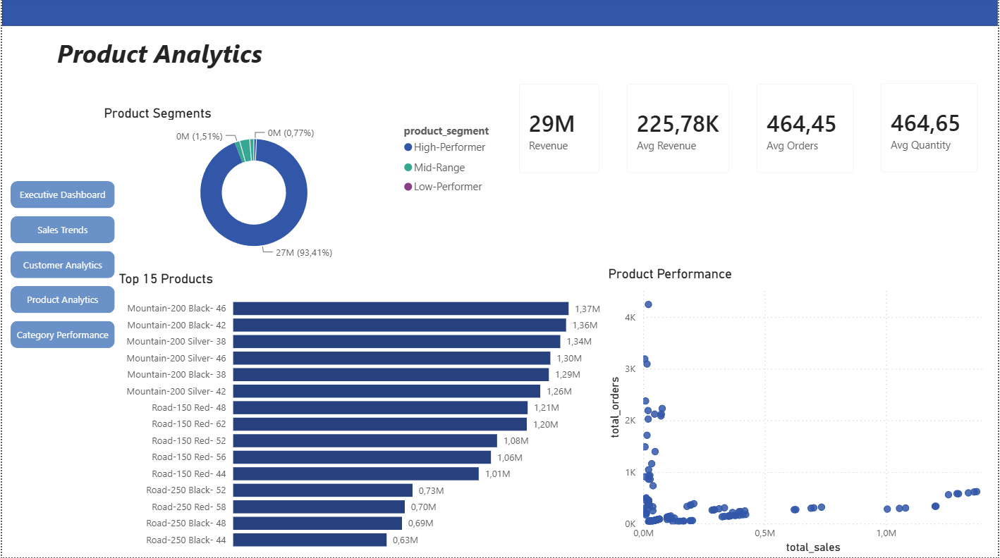 Product Analytics
Product Segments
0M (1,51%)
0M (0,77%)
27M (93,41%)
product_segment
High-Performer
Mid-Range
Low-Performer
29M
Revenue
225,78K
Avg Revenue
464,45
Avg Orders
464,65
Avg Quantity
Executive Dashboard
Sales Trends
Customer Analytics
Product Analytics
Category Performance
Top 15 Products
Mountain-200 Black- 46 1,37M
Mountain-200 Black- 42 1,36M
Mountain-200 Silver- 38 1,34M
Mountain-200 Silver- 46 1,30M
Mountain-200 Black- 38 1,29M
Mountain-200 Silver- 42 1,26M
Road-150 Red- 48 1,21M
Road-150 Red- 62 1,20M
Road-150 Red- 52 1,08M
Road-150 Red- 56 1,06M
Road-150 Red- 44 1,01M
Road-250 Black- 52 0,73M
Road-250 Red- 58 0,70M
Road-250 Black- 48 0,69M
Road-250 Black- 44 0,63M
Product Performance
total_orders
4K
3K
2K
1K
0K
0,0M 0,5M 1,0M
total_sales